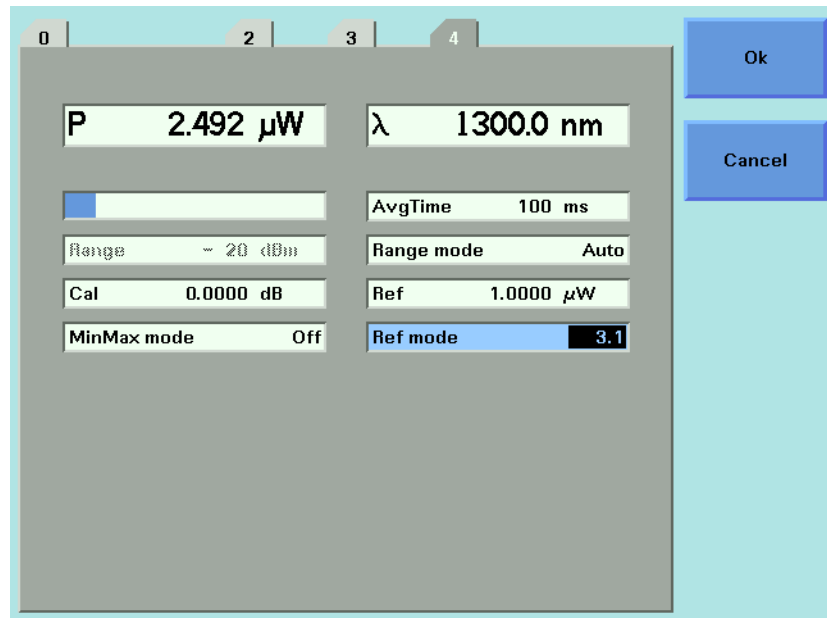 0 2 3 4
Ok
P 2.492 µW λ 1300.0 nm
Cancel
AvgTime 100 ms
Range - 20 dBm Range mode Auto
Cal 0.0000 dB Ref 1.0000 µW
MinMax mode Off Ref mode 3.1